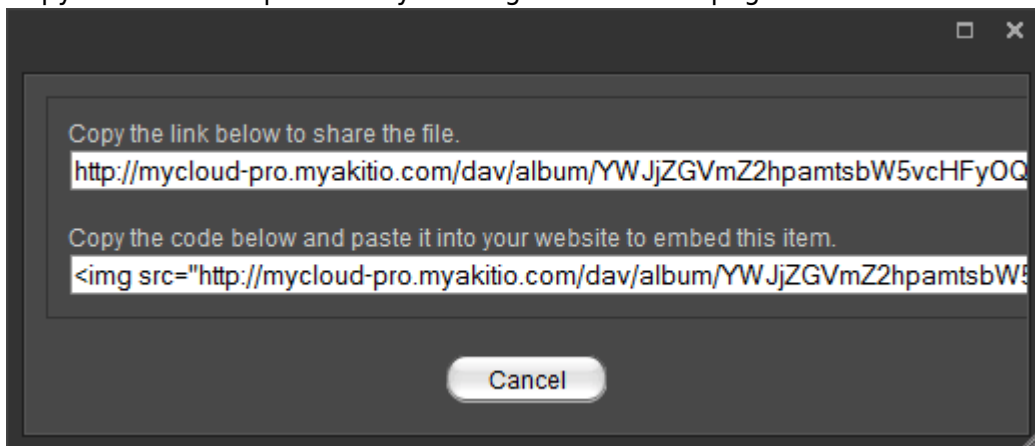 Copy the link below to share the file.
http://mycloud-pro.myakitio.com/dav/album/YWJjZGVmZ2hpamtsbW5vcHFyOQ
Copy the code below and paste it into your website to embed this item.
<img src="http://mycloud-pro.myakitio.com/dav/album/YWJjZGVmZ2hpamtsbW5
Cancel